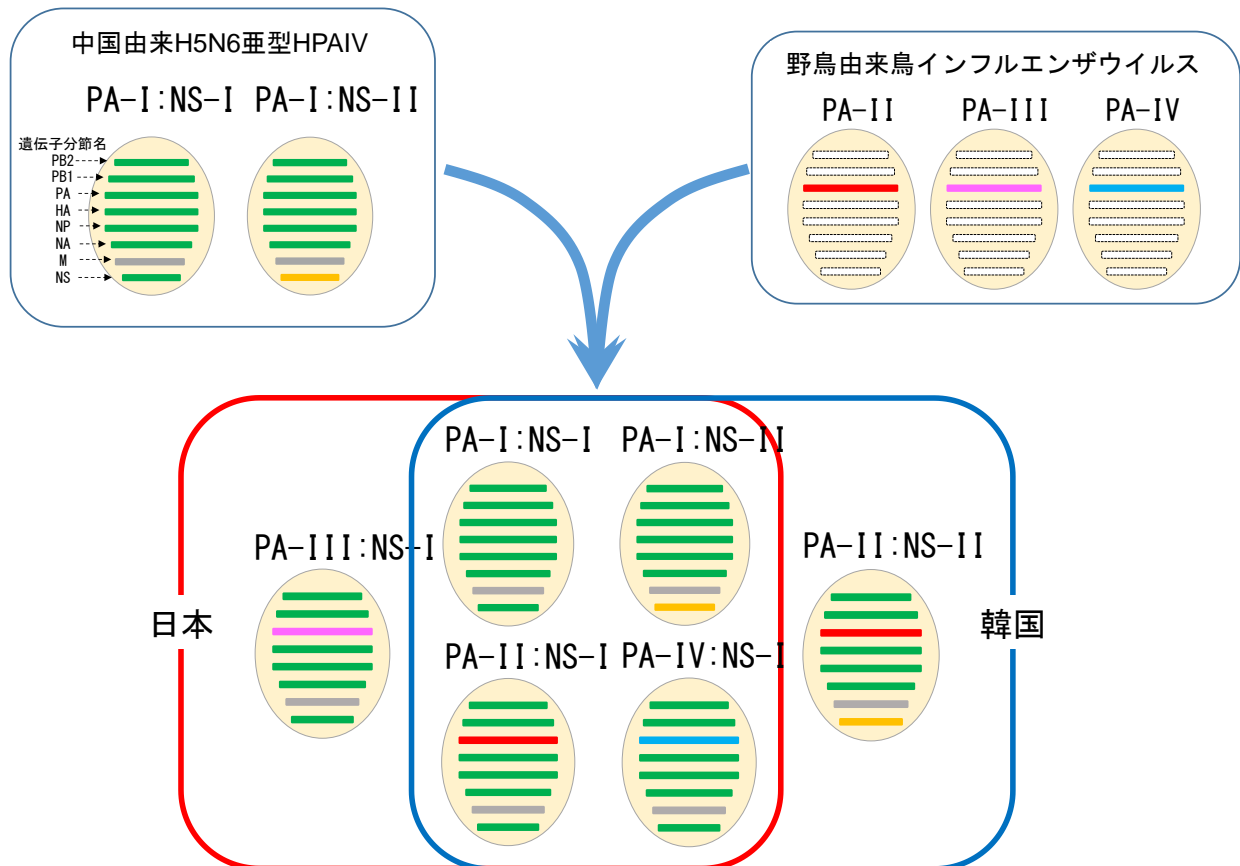 中国由来H5N6亜型HPAIV
PA-I:NS-I PA-I:NS-II
遺伝子分節名
PB2
PB1
PA
HA
NP
NA
M
NS
野鳥由来鳥インフルエンザウイルス
PA-II PA-III PA-IV
PA-I:NS-I PA-I:NS-II
PA-III:NS-I
PA-II:NS-II
日本
韓国
PA-II:NS-I PA-IV:NS-I